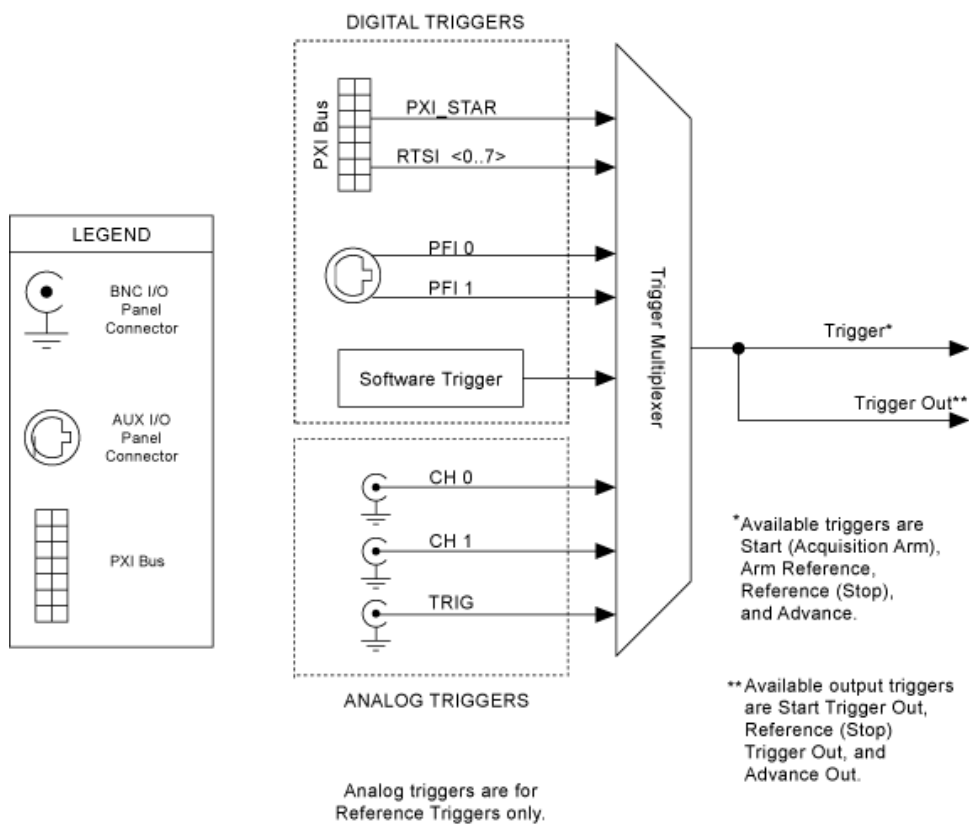 DIGITAL TRIGGERS
PXI Bus
PXI_STAR
RTSI <0..7>
PFI 0
PFI 1
Software Trigger
CH 0
CH 1
TRIG
ANALOG TRIGGERS
Analog triggers are for
Reference Triggers only.
LEGEND
BNC I/O
Panel
Connector
AUX I/O
Panel
Connector
PXI Bus
Trigger Multiplexer
Trigger*
Trigger Out**
*Available triggers are
Start (Acquisition Arm),
Arm Reference,
Reference (Stop),
and Advance.
**Available output triggers
are Start Trigger Out,
Reference (Stop)
Trigger Out, and
Advance Out.